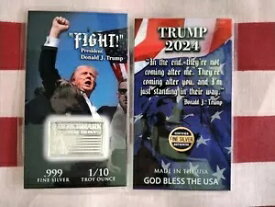 "FIGHT!"
President
Donald J. Trump
.999
FINE SILVER
1/10
TROY OUNCE
TRUMP
2024
"In the end, they're not
coming after me. They're
coming after you, and I'm
just standing in their way."
Donald J. Trump
MADE IN THE USA
GOD BLESS THE USA